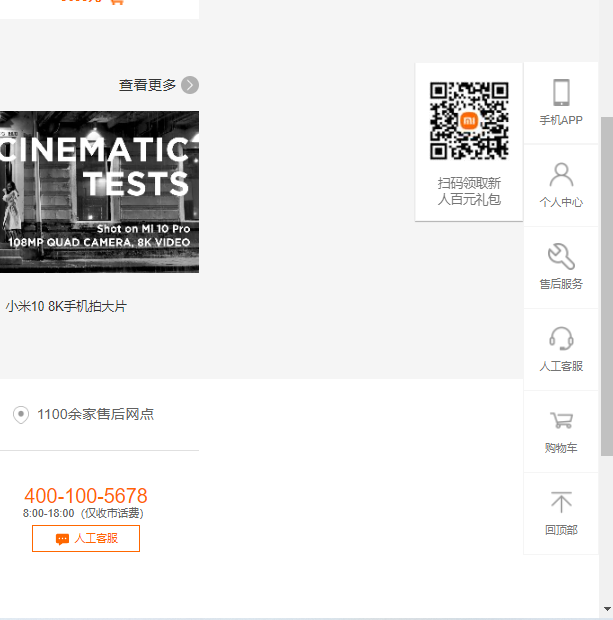 查看更多
CINEMATIC
TESTS
Shot on MI 10 Pro
108MP QUAD CAMERA, 8K VIDEO
小米10 8K手机拍大片
扫码领取新
人百元礼包
手机APP
个人中心
售后服务
人工客服
购物车
回顶部
1100余家售后网点
400-100-5678
8:00-18:00（仅收市话费）
人工客服